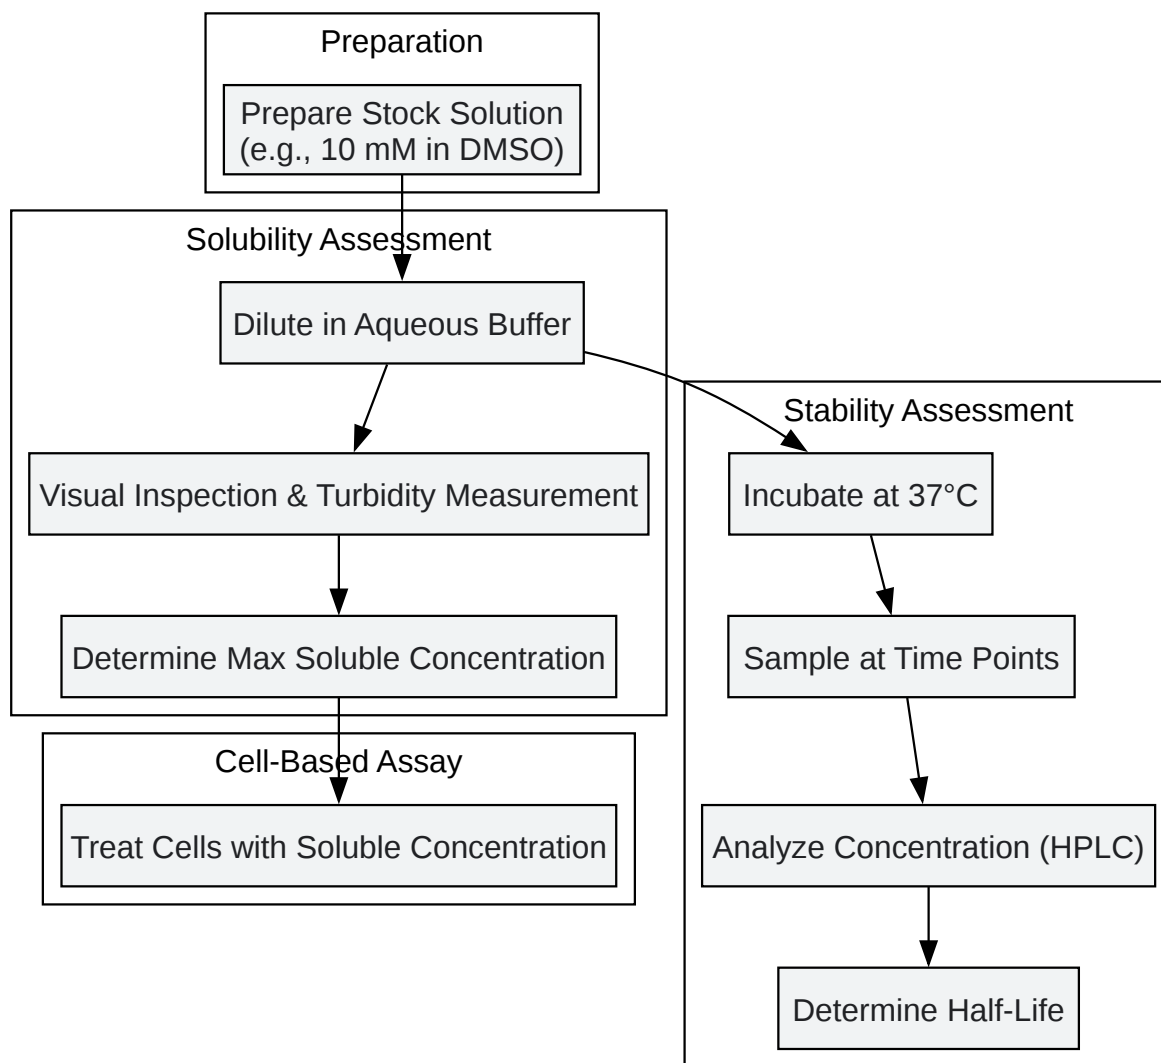 Preparation
Prepare Stock Solution
(e.g., 10 mM in DMSO)
Solubility Assessment
Dilute in Aqueous Buffer
Visual Inspection & Turbidity Measurement
Determine Max Soluble Concentration
Cell-Based Assay
Treat Cells with Soluble Concentration
Stability Assessment
Incubate at 37°C
Sample at Time Points
Analyze Concentration (HPLC)
Determine Half-Life